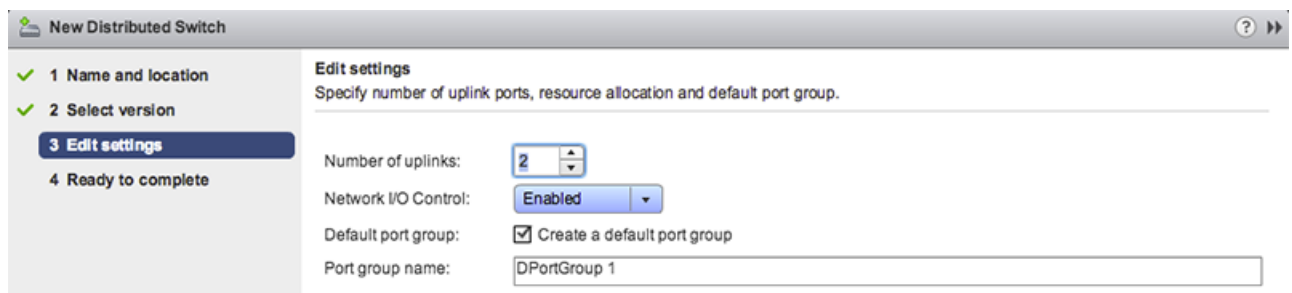 New Distributed Switch
1 Name and location
2 Select version
3 Edit settings
4 Ready to complete
Edit settings
Specify number of uplink ports, resource allocation and default port group.
Number of uplinks: 2
Network I/O Control: Enabled
Default port group: Create a default port group
Port group name: DPortGroup 1